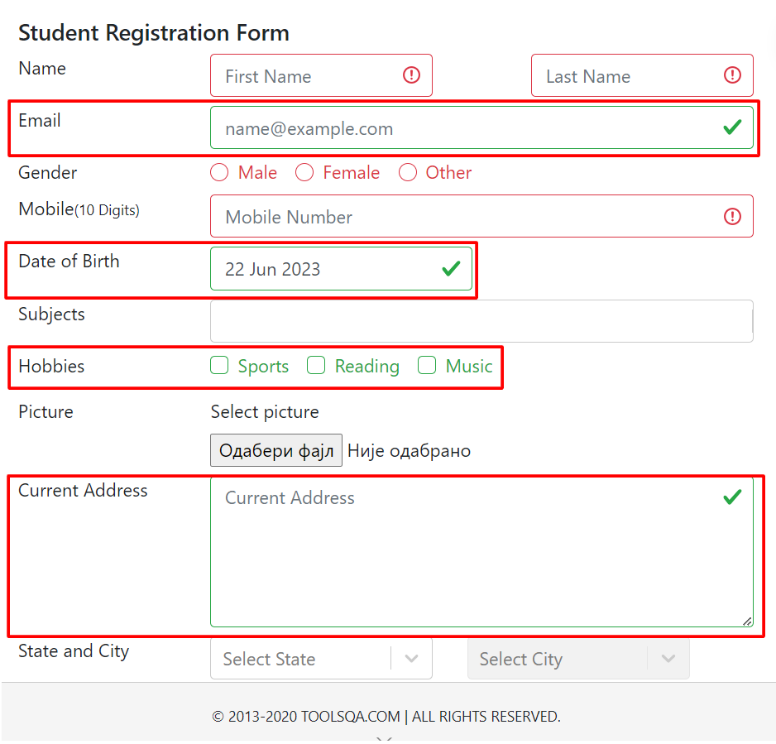 Student Registration Form
Name First Name Last Name
Email name@example.com
Gender Male Female Other
Mobile(10 Digits) Mobile Number
Date of Birth 22 Jun 2023
Subjects
Hobbies Sports Reading Music
Picture Select picture
Одабери фајл Није одабрано
Current Address Current Address
State and City Select State Select City
© 2013-2020 TOOLSQA.COM | ALL RIGHTS RESERVED.